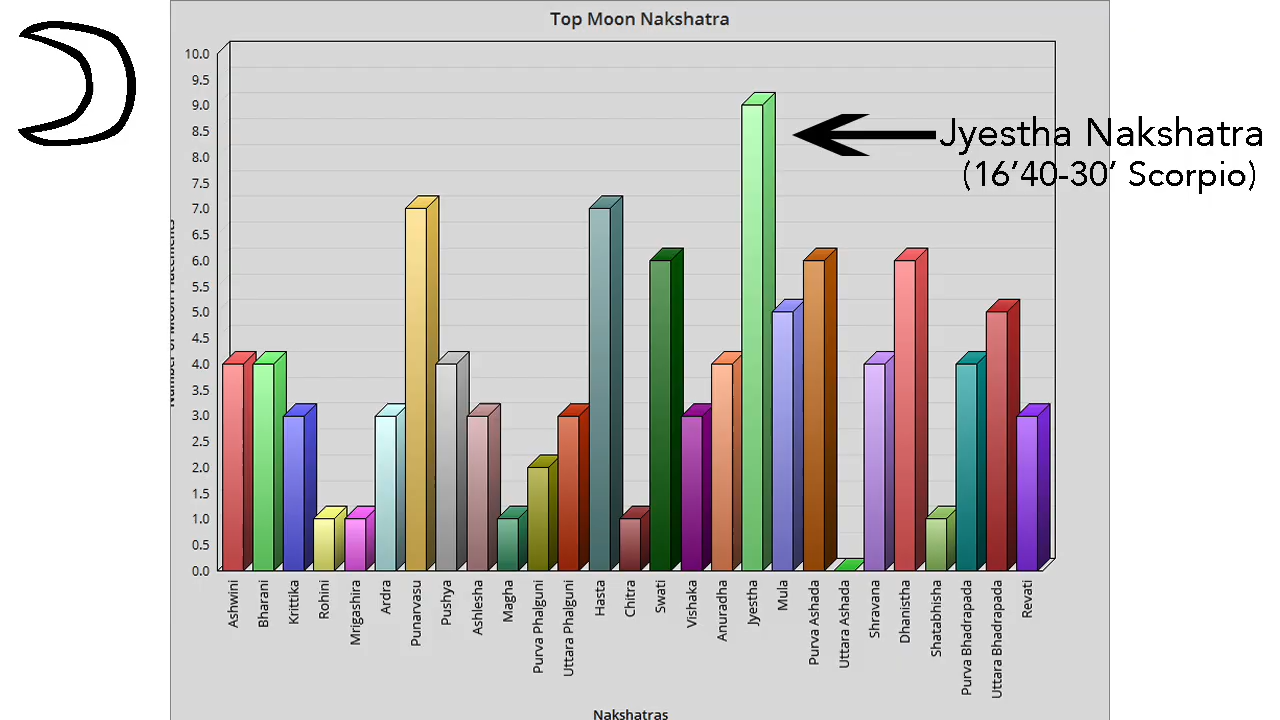 Top Moon Nakshatra
10.0
9.5
9.0
8.5
8.0
7.5
7.0
6.5
6.0
5.5
5.0
4.5
4.0
3.5
3.0
2.5
2.0
1.5
1.0
0.5
0.0
Jyestha Nakshatra
(16'40-30' Scorpio)
Number of Moon Placements
Ashwini
Bharani
Krittika
Rohini
Mrigashira
Ardra
Punarvasu
Pushya
Ashlesha
Magha
Purva Phalguni
Uttara Phalguni
Hasta
Chitra
Swati
Vishaka
Anuradha
Jyestha
Mula
Purva Ashada
Uttara Ashada
Shravana
Dhanistha
Shatabhisha
Purva Bhadrapada
Uttara Bhadrapada
Revati
Nakshatras